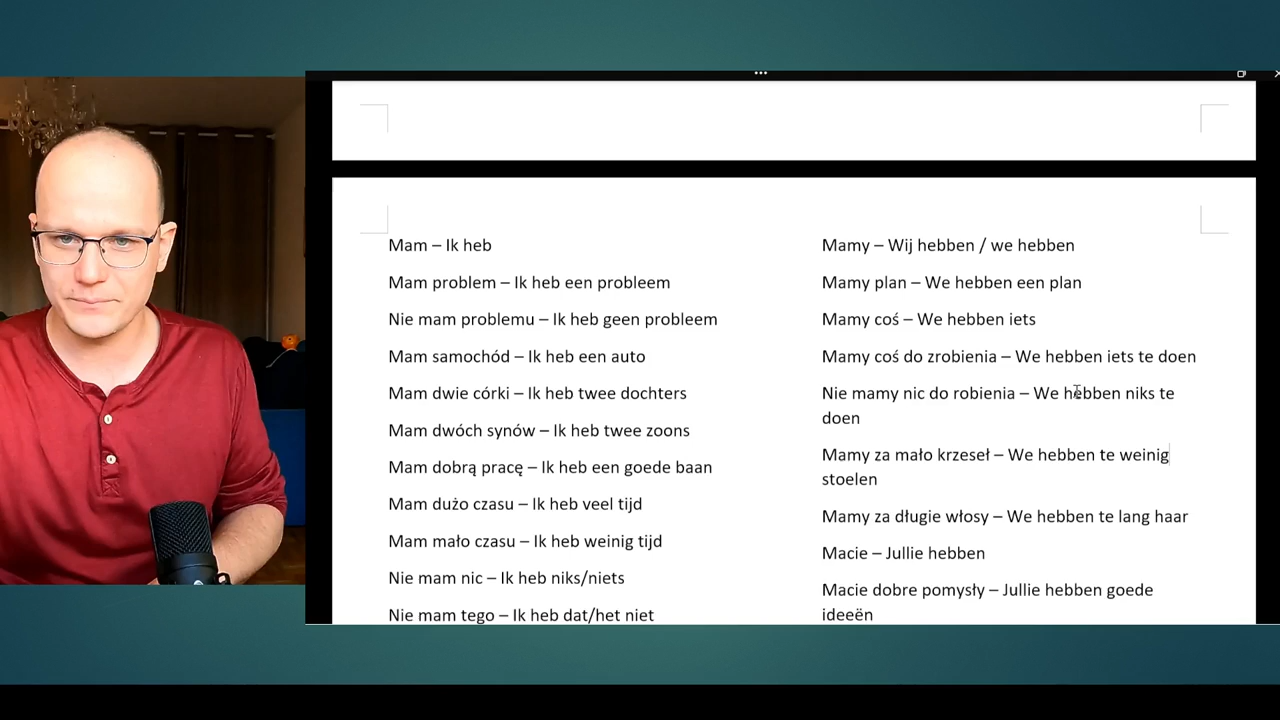 Mam – Ik heb
Mam problem – Ik heb een probleem
Nie mam problemu – Ik heb geen probleem
Mam samochód – Ik heb een auto
Mam dwie córki – Ik heb twee dochters
Mam dwóch synów – Ik heb twee zoons
Mam dobrą pracę – Ik heb een goede baan
Mam dużo czasu – Ik heb veel tijd
Mam mało czasu – Ik heb weinig tijd
Nie mam nic – Ik heb niks/niets
Nie mam tego – Ik heb dat/het niet
Mamy – Wij hebben / we hebben
Mamy plan – We hebben een plan
Mamy coś – We hebben iets
Mamy coś do zrobienia – We hebben iets te doen
Nie mamy nic do robienia – We hebben niks te
doen
Mamy za mało krzeseł – We hebben te weinig
stoelen
Mamy za długie włosy – We hebben te lang haar
Macie – Jullie hebben
Macie dobre pomysły – Jullie hebben goede
ideeën